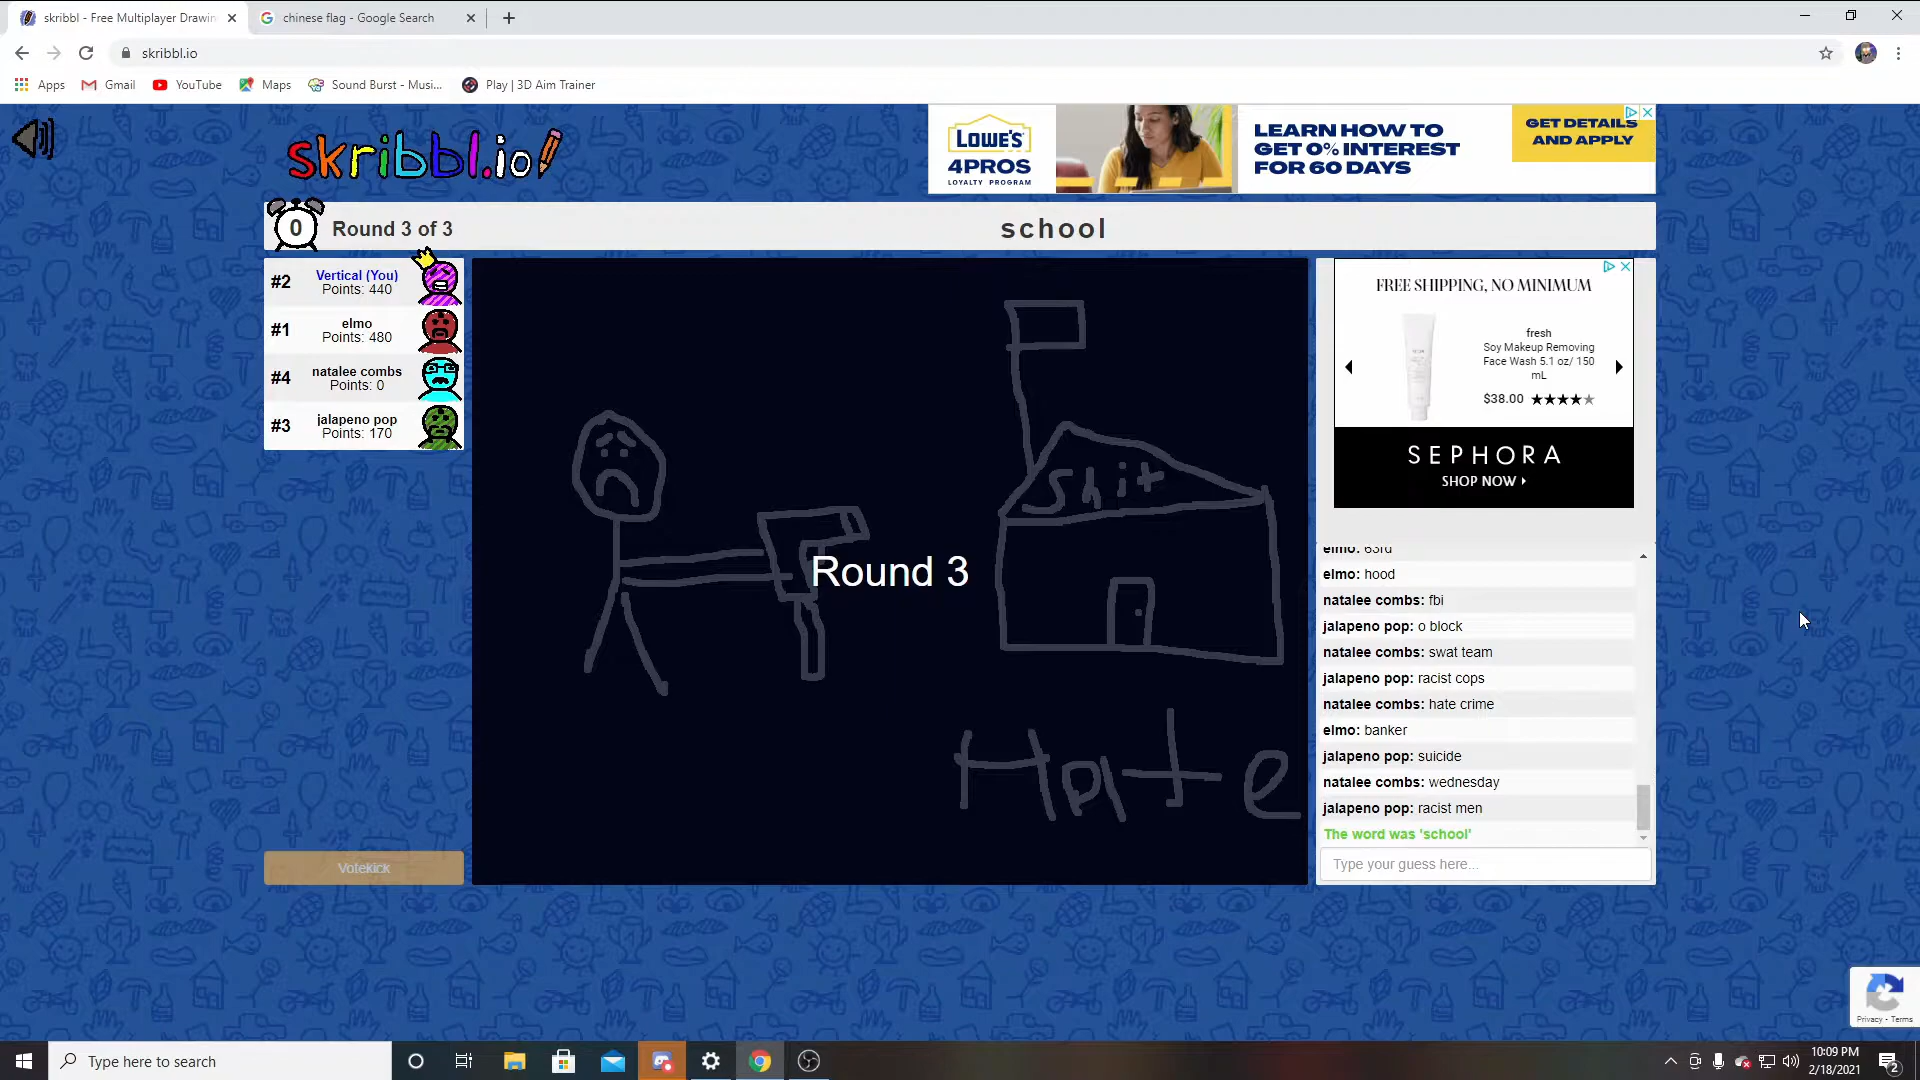 skribbl - Free Multiplayer Drawin
chinese flag - Google Search
skribbl.io
Apps
Gmail
YouTube
Maps
Sound Burst - Musi...
Play | 3D Aim Trainer
skribbl.io
LOWE'S
4PROS
LOYALTY PROGRAM
LEARN HOW TO
GET 0% INTEREST
FOR 60 DAYS
GET DETAILS
AND APPLY
0
Round 3 of 3
school
#2
Vertical (You)
Points: 440
#1
elmo
Points: 480
#4
natalee combs
Points: 0
#3
jalapeno pop
Points: 170
Votekick
Shit
Round 3
Hate
FREE SHIPPING, NO MINIMUM
fresh
Soy Makeup Removing
Face Wash 5.1 oz/ 150
mL
$38.00
SEPHORA
SHOP NOW
elmo: 63rd
elmo: hood
natalee combs: fbi
jalapeno pop: o block
natalee combs: swat team
jalapeno pop: racist cops
natalee combs: hate crime
elmo: banker
jalapeno pop: suicide
natalee combs: wednesday
jalapeno pop: racist men
The word was 'school'
Type your guess here...
Privacy - Terms
Type here to search
10:09 PM
2/18/2021
2